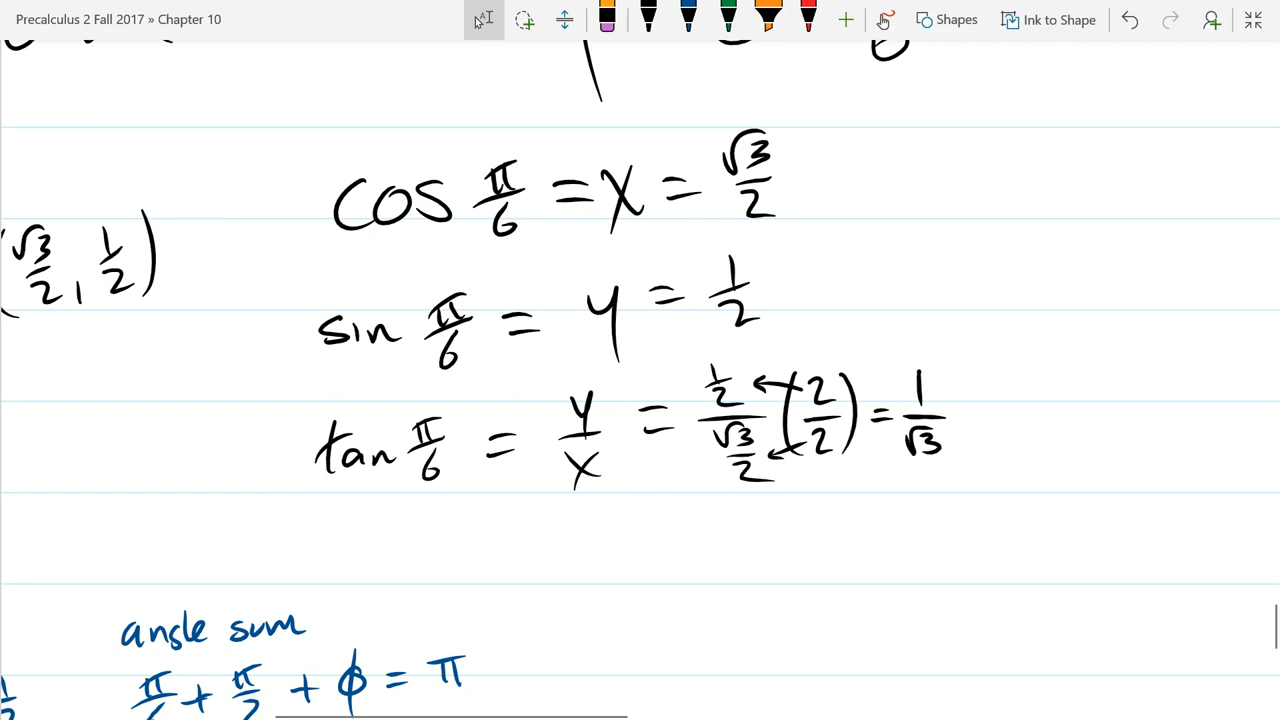 Precalculus 2 Fall 2017 » Chapter 10
Shapes
Ink to Shape
cos π/6 = x = √3/2
(√3/2, 1/2)
sin π/6 = y = 1/2
tan π/6 = y/x = (1/2)/(√3/2) (2/2) = 1/√3
angle sum
π/6 + π/2 + ϕ = π